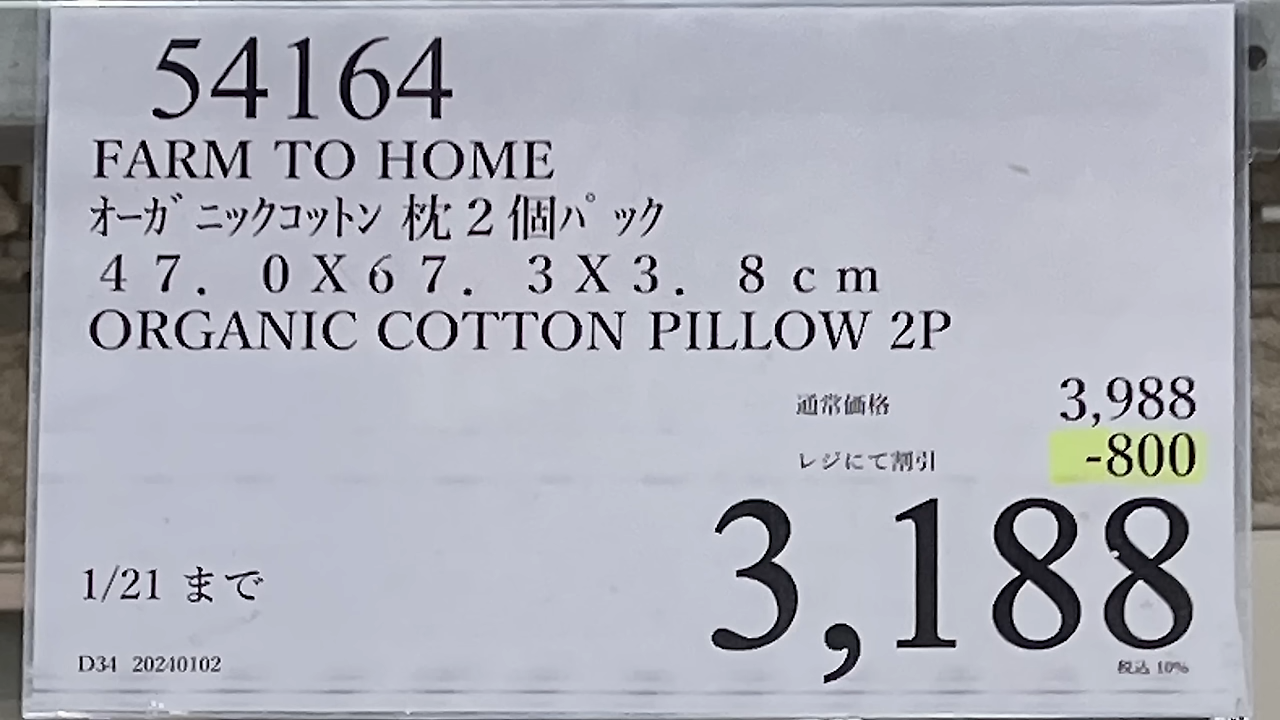 54164
FARM TO HOME
オーガニックコットン 枕2個パック
47.0X67.3X3.8cm
ORGANIC COTTON PILLOW 2P
通常価格 3,988
レジにて割引 -800
3,188
1/21 まで
D34 20240102
税込 10%